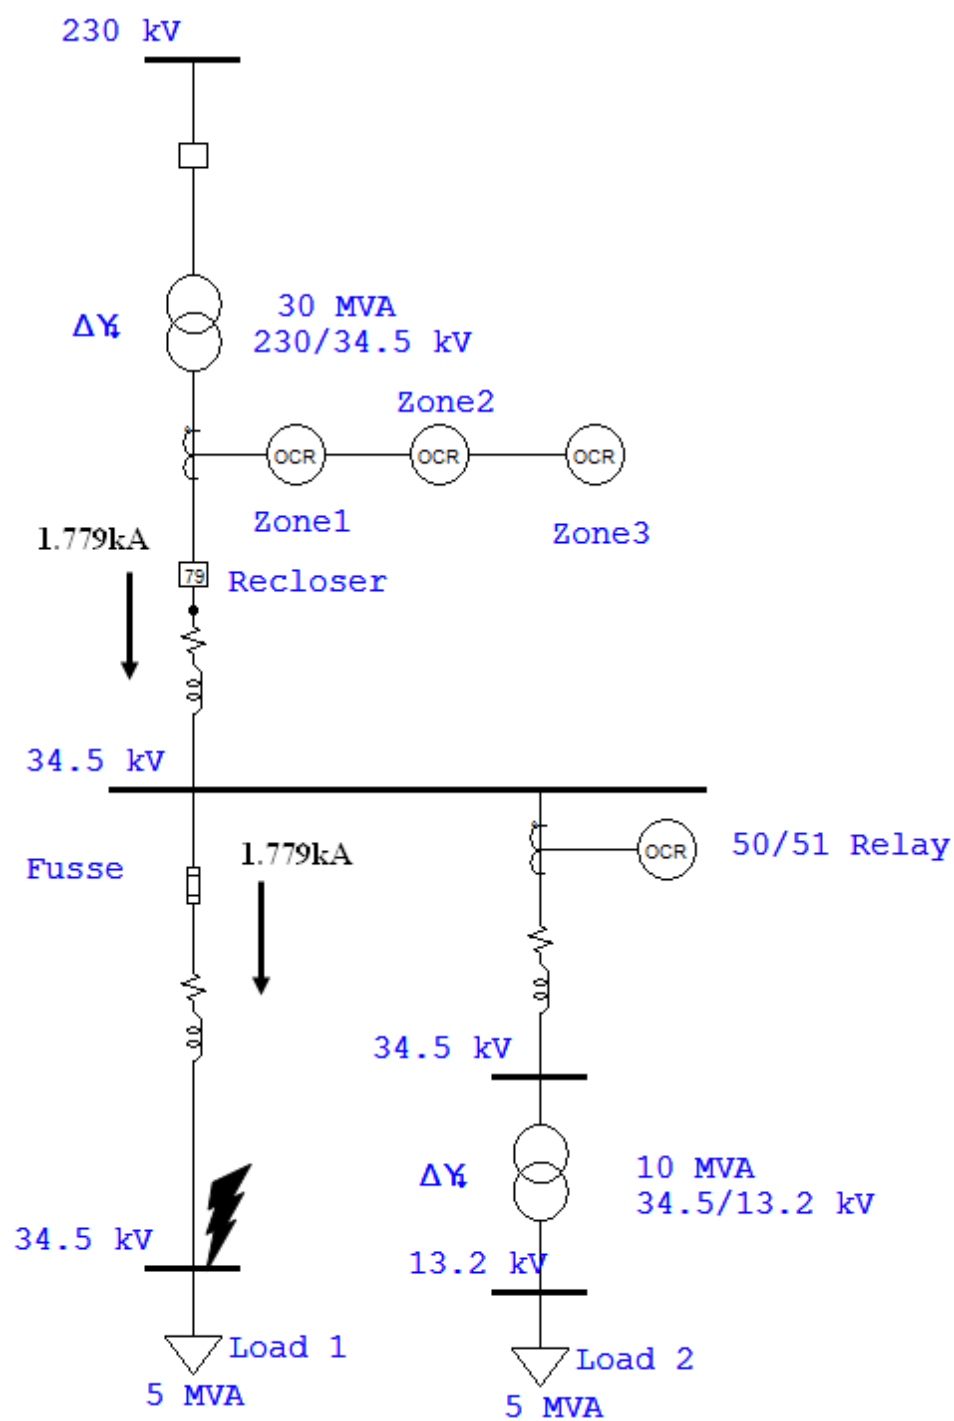 230 kV
30 MVA
ΔY
230/34.5 kV
Zone2
OCR
OCR
OCR
Zone1
Zone3
1.779kA
79
Recloser
34.5 kV
1.779kA
50/51 Relay
OCR
Fusse
34.5 kV
ΔY
10 MVA
34.5/13.2 kV
34.5 kV
13.2 kV
Load 1
5 MVA
Load 2
5 MVA